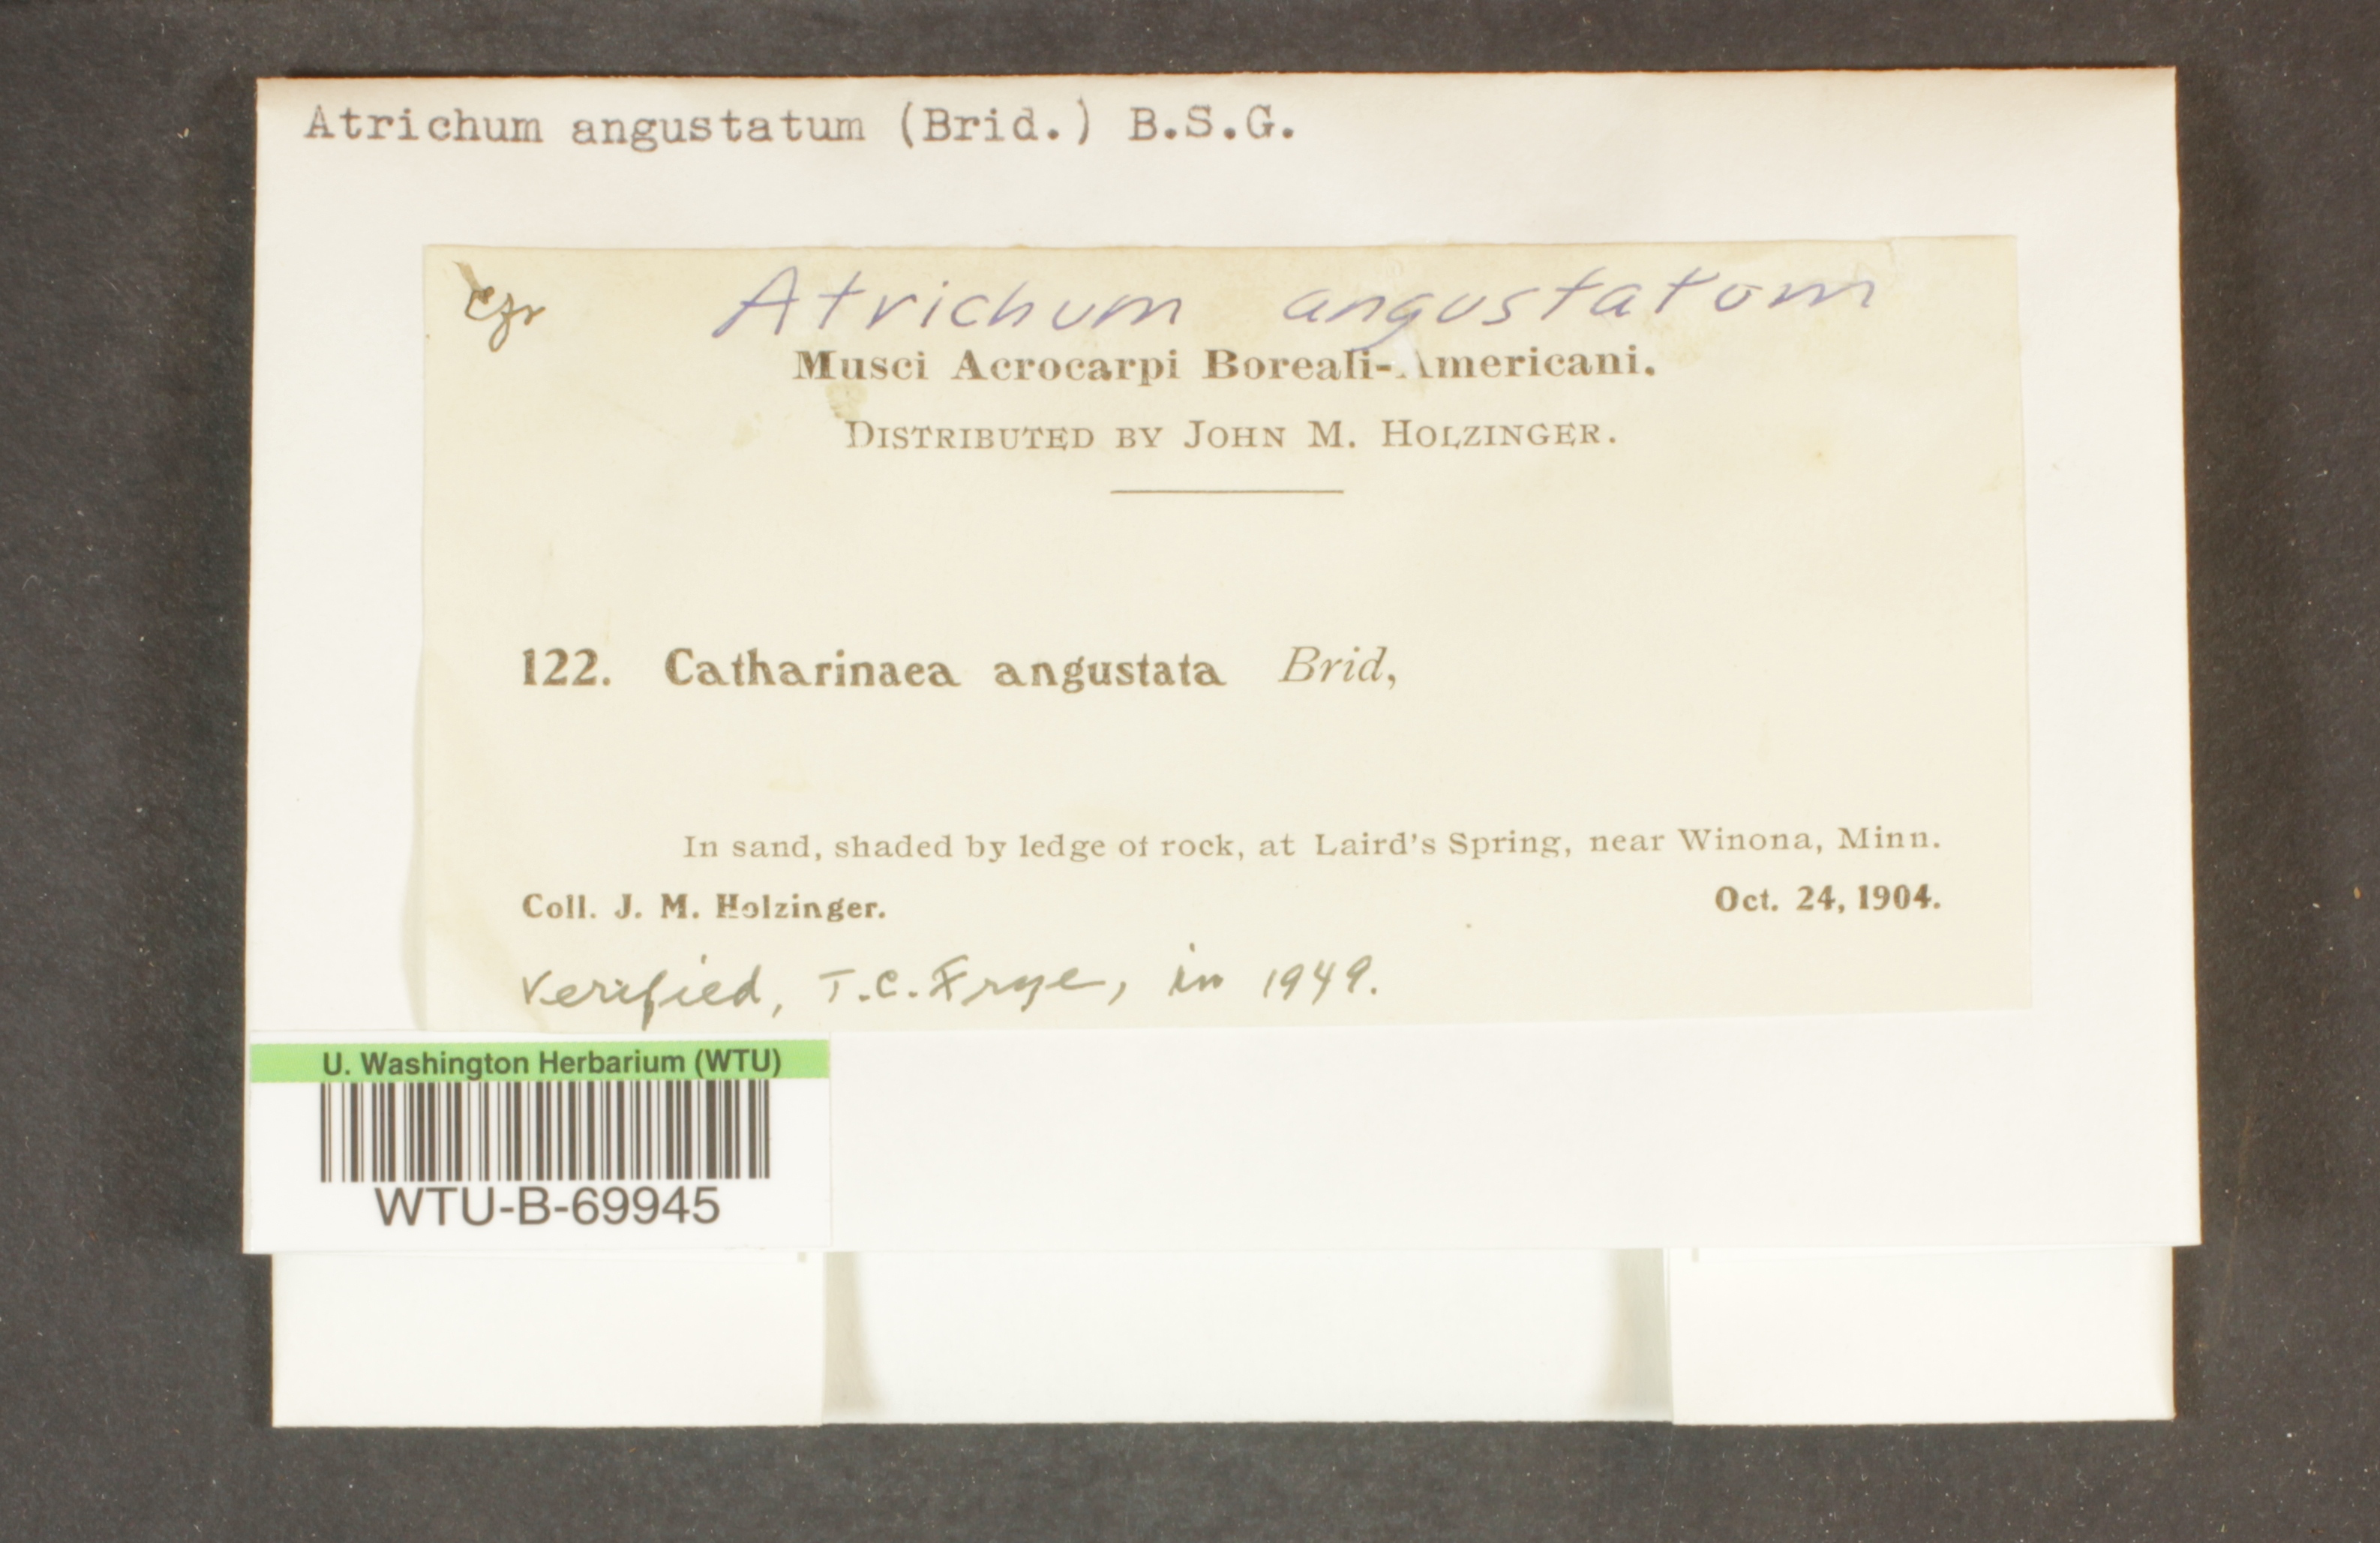 Atrichum angustatum (Brid.) B.S.G.
cfr
Atrichum angustatum
Musci Acrocarpi Boreali-Americani.
DISTRIBUTED BY JOHN M. HOLZINGER.
122. Catharinaea angustata Brid,
In sand, shaded by ledge of rock, at Laird's Spring, near Winona, Minn.
Coll. J. M. Holzinger. Oct. 24, 1904.
Verified, T.C. Frye, in 1949.
U. Washington Herbarium (WTU)
WTU-B-69945